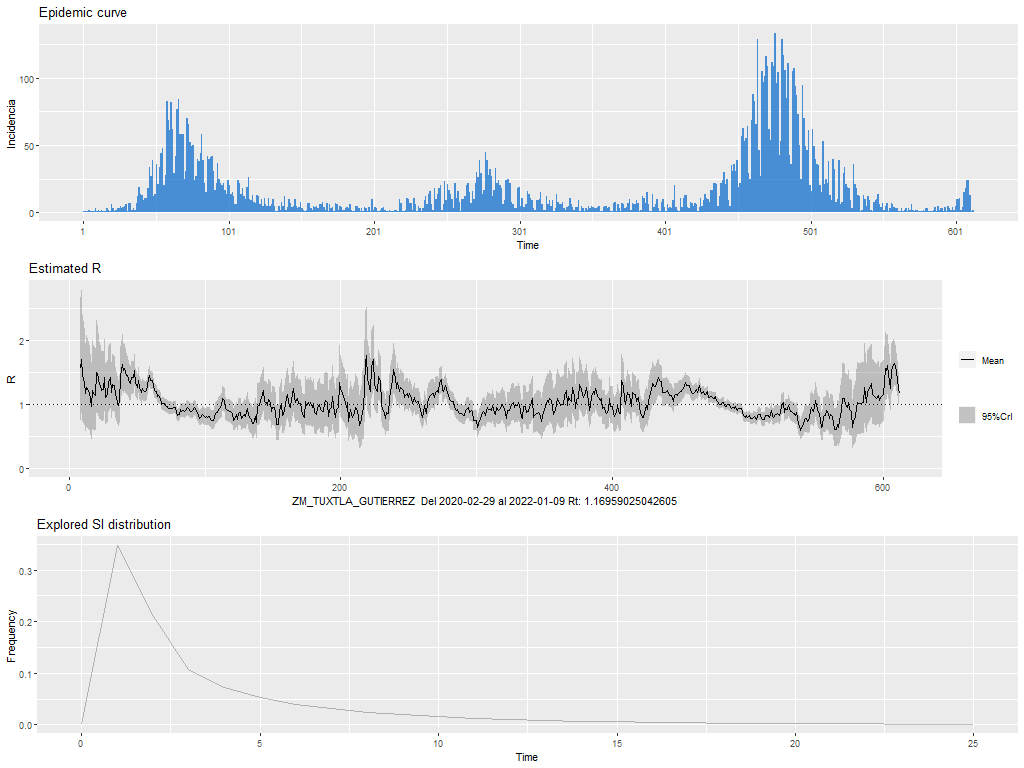 Epidemic curve
Incidencia
100
50
0
1 101 201 301 401 501 601
Time
Estimated R
R
2
1
0
0 200 400 600
ZM_TUXTLA_GUTIERREZ Del 2020-02-29 al 2022-01-09 Rt: 1.16959025042605
Mean
95%CrI
Explored SI distribution
Frequency
0.3
0.2
0.1
0.0
0 5 10 15 20 25
Time